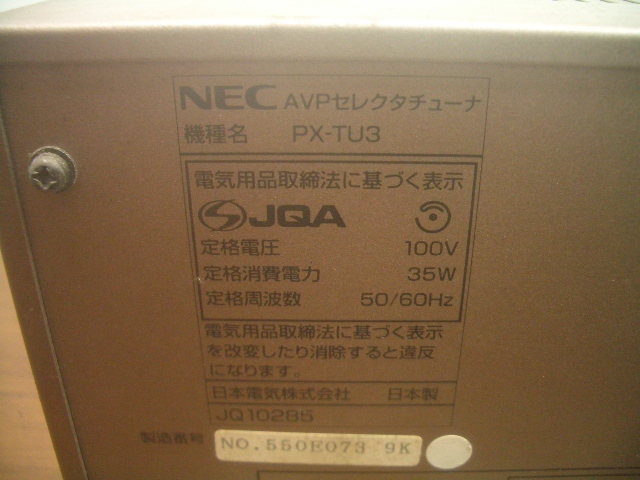 NEC AVPセレクタチューナ
機種名 PX-TU3
電気用品取締法に基づく表示
JQA
定格電圧 100V
定格消費電力 35W
定格周波数 50/60Hz
電気用品取締法に基づく表示
を改変したり消除すると違反
になります。
日本電気株式会社 日本製
JQ10285
製造番号 NO.550E073 9K